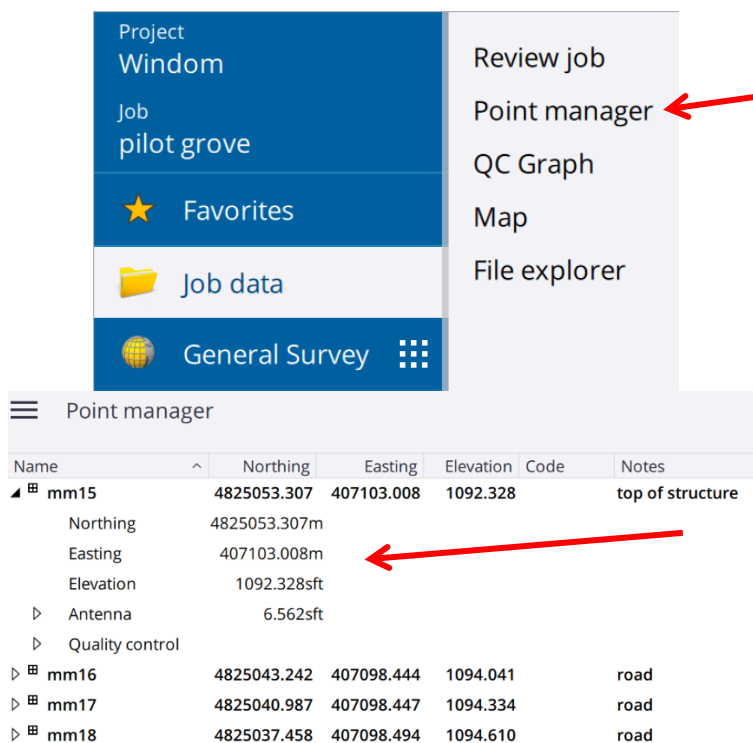 Project
Windom
Job
pilot grove
Favorites
Job data
General Survey
Review job
Point manager
QC Graph
Map
File explorer
Point manager
Name Northing Easting Elevation Code Notes
mm15 4825053.307 407103.008 1092.328 top of structure
Northing 4825053.307m
Easting 407103.008m
Elevation 1092.328sft
Antenna 6.562sft
Quality control
mm16 4825043.242 407098.444 1094.041 road
mm17 4825040.987 407098.447 1094.334 road
mm18 4825037.458 407098.494 1094.610 road